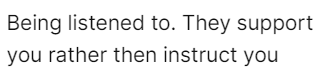 Being listened to. They support
you rather then instruct you